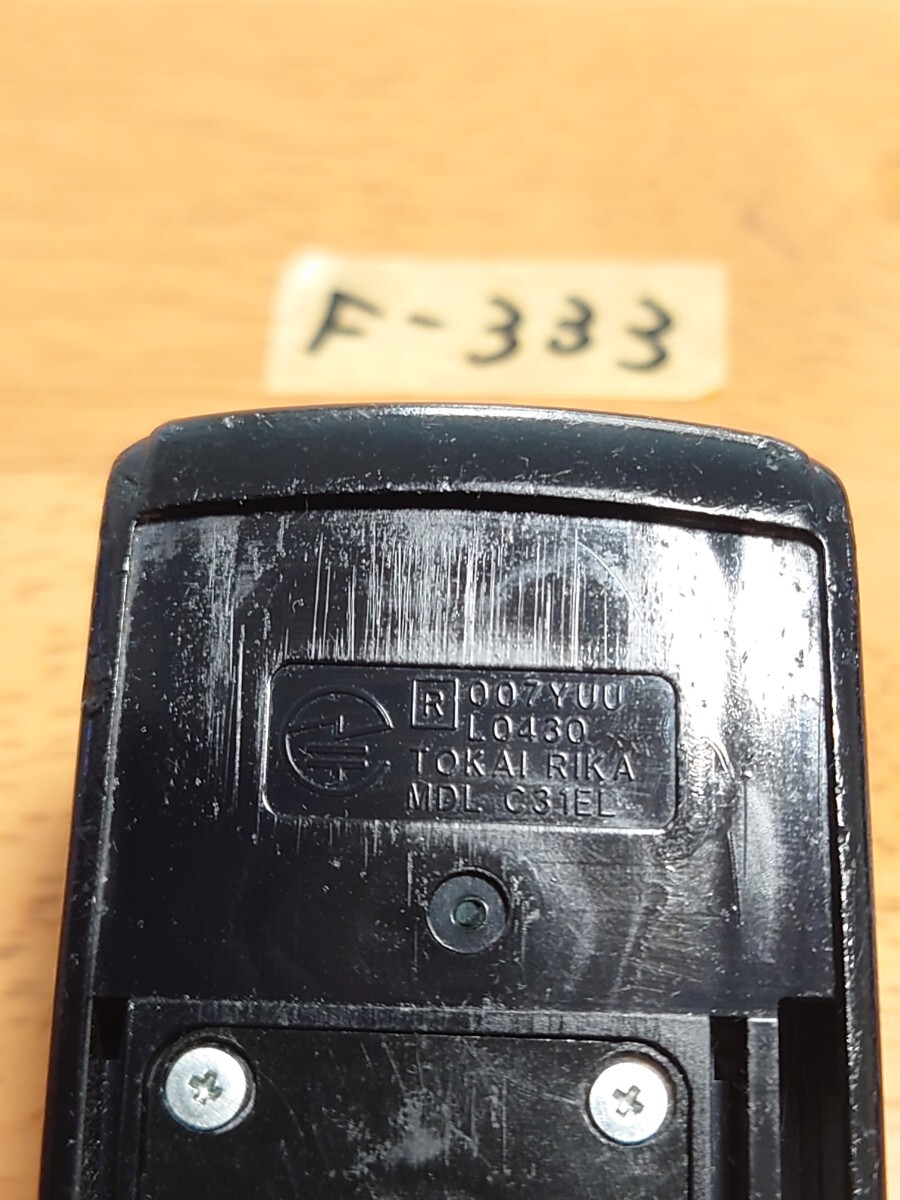 F-333
R 007YUU
L0430
TOKAI RIKA
MDL C31EL